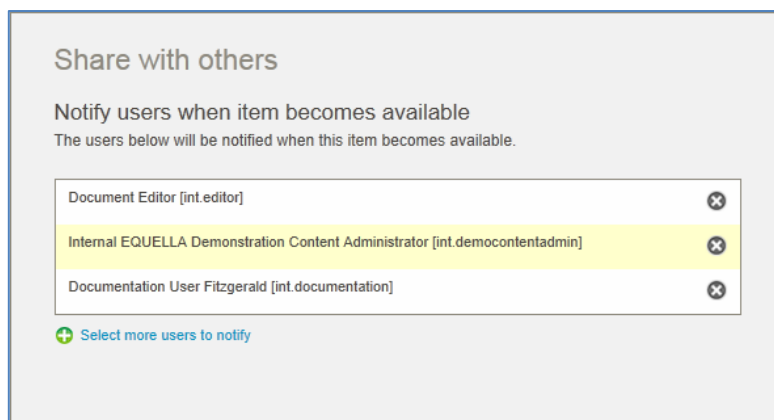 Share with others
Notify users when item becomes available
The users below will be notified when this item becomes available.
Document Editor [int.editor]
Internal EQUELLA Demonstration Content Administrator [int.democontentadmin]
Documentation User Fitzgerald [int.documentation]
Select more users to notify